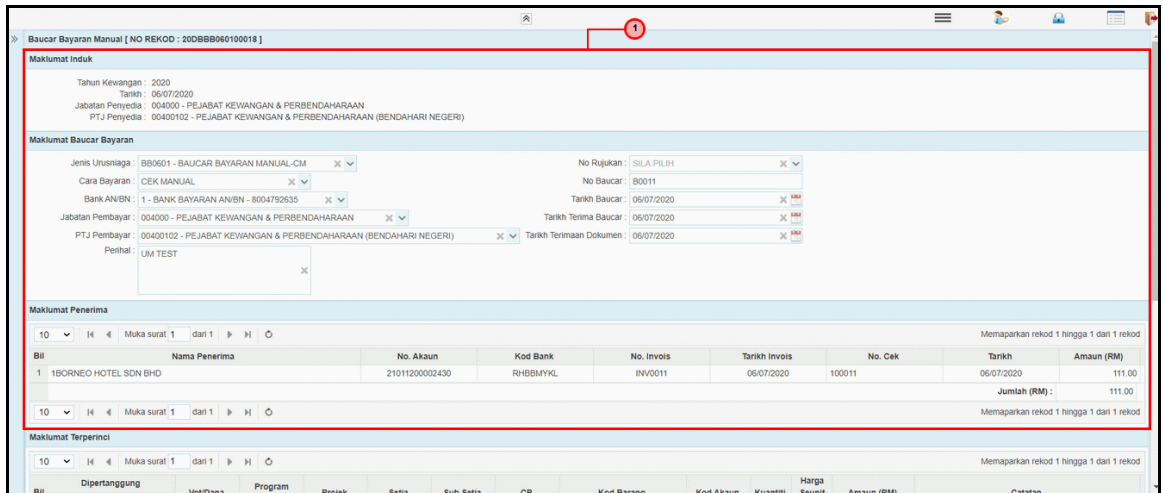 1
Baucar Bayaran Manual [ NO REKOD : 20DBBB060100018 ]
Maklumat Induk
Tahun Kewangan : 2020
Tarikh : 06/07/2020
Jabatan Penyedia : 004000 - PEJABAT KEWANGAN & PERBENDAHARAAN
PTJ Penyedia : 00400102 - PEJABAT KEWANGAN & PERBENDAHARAAN (BENDAHARI NEGERI)
Maklumat Baucar Bayaran
Jenis Urusniaga : BB0601 - BAUCAR BAYARAN MANUAL-CM No Rujukan : SILA PILIH
Cara Bayaran : CEK MANUAL No Baucar : B0011
Bank AN/BN : 1 - BANK BAYARAN AN/BN - 8004792635 Tarikh Baucar : 06/07/2020
Jabatan Pembayar : 004000 - PEJABAT KEWANGAN & PERBENDAHARAAN Tarikh Terima Baucar : 06/07/2020
PTJ Pembayar : 00400102 - PEJABAT KEWANGAN & PERBENDAHARAAN (BENDAHARI NEGERI) Tarikh Terimaan Dokumen : 06/07/2020
Perihal : UM TEST
Maklumat Penerima
10 Muka surat 1 dari 1 Memaparkan rekod 1 hingga 1 dari 1 rekod
Bil Nama Penerima No. Akaun Kod Bank No. Invois Tarikh Invois No. Cek Tarikh Amaun (RM)
1 1BORNEO HOTEL SDN BHD 21011200002430 RHBBMYKL INV0011 06/07/2020 100011 06/07/2020 111.00
Jumlah (RM) : 111.00
10 Muka surat 1 dari 1 Memaparkan rekod 1 hingga 1 dari 1 rekod
Maklumat Terperinci
10 Muka surat 1 dari 1 Memaparkan rekod 1 hingga 1 dari 1 rekod
Bil Dipertanggung Vot/Dana Program Projek Setia Sub Setia CP Kod Barang Kod Akaun Kuantiti Harga Seunit Amaun (RM) Catatan